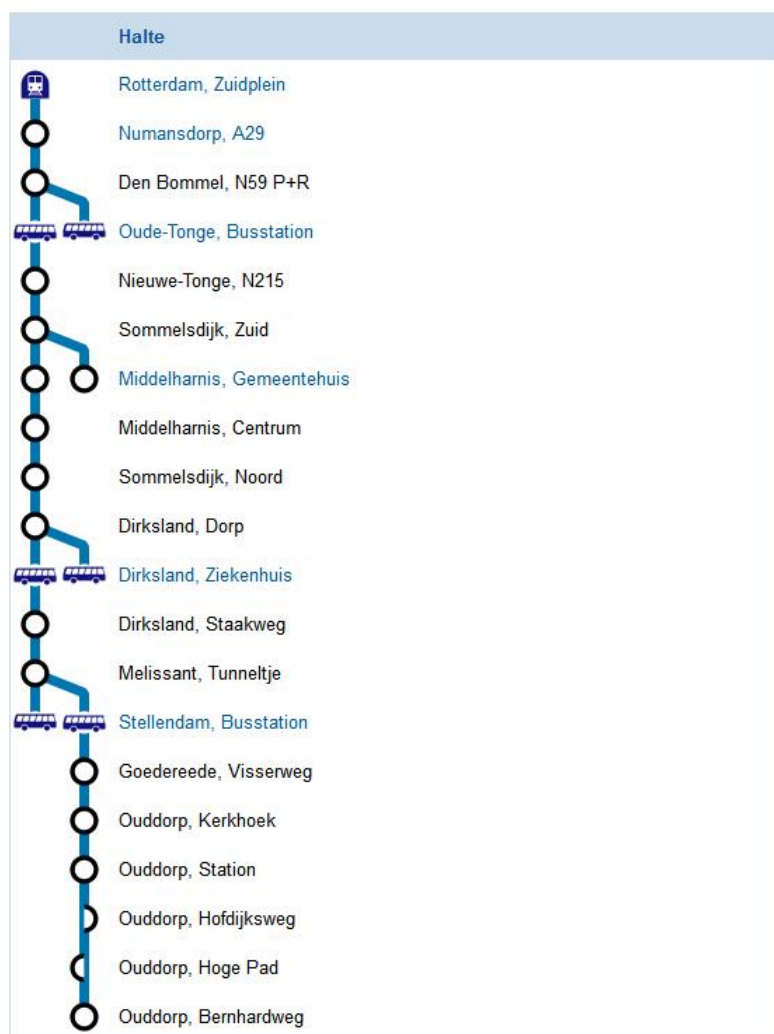 Halte
Rotterdam, Zuidplein
Numansdorp, A29
Den Bommel, N59 P+R
Oude-Tonge, Busstation
Nieuwe-Tonge, N215
Sommelsdijk, Zuid
Middelharnis, Gemeentehuis
Middelharnis, Centrum
Sommelsdijk, Noord
Dirksland, Dorp
Dirksland, Ziekenhuis
Dirksland, Staakweg
Melissant, Tunneltje
Stellendam, Busstation
Goedereede, Visserweg
Ouddorp, Kerkhoek
Ouddorp, Station
Ouddorp, Hofdijksweg
Ouddorp, Hoge Pad
Ouddorp, Bernhardweg